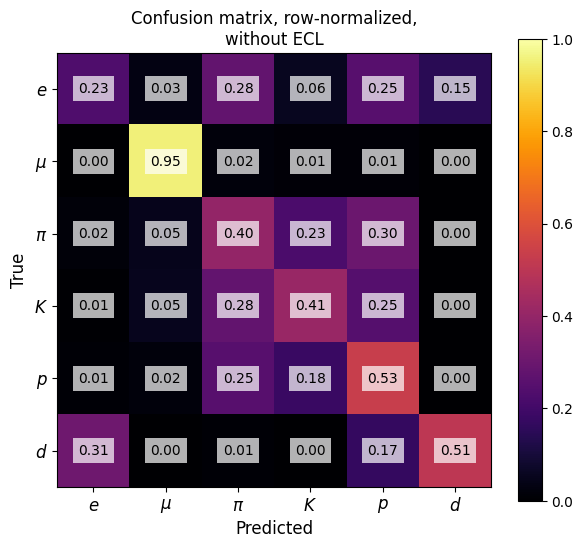 Confusion matrix, row-normalized,
without ECL
True
e 0.23 0.03 0.28 0.06 0.25 0.15
μ 0.00 0.95 0.02 0.01 0.01 0.00
π 0.02 0.05 0.40 0.23 0.30 0.00
K 0.01 0.05 0.28 0.41 0.25 0.00
p 0.01 0.02 0.25 0.18 0.53 0.00
d 0.31 0.00 0.01 0.00 0.17 0.51
e μ π K p d
Predicted
1.0
0.8
0.6
0.4
0.2
0.0